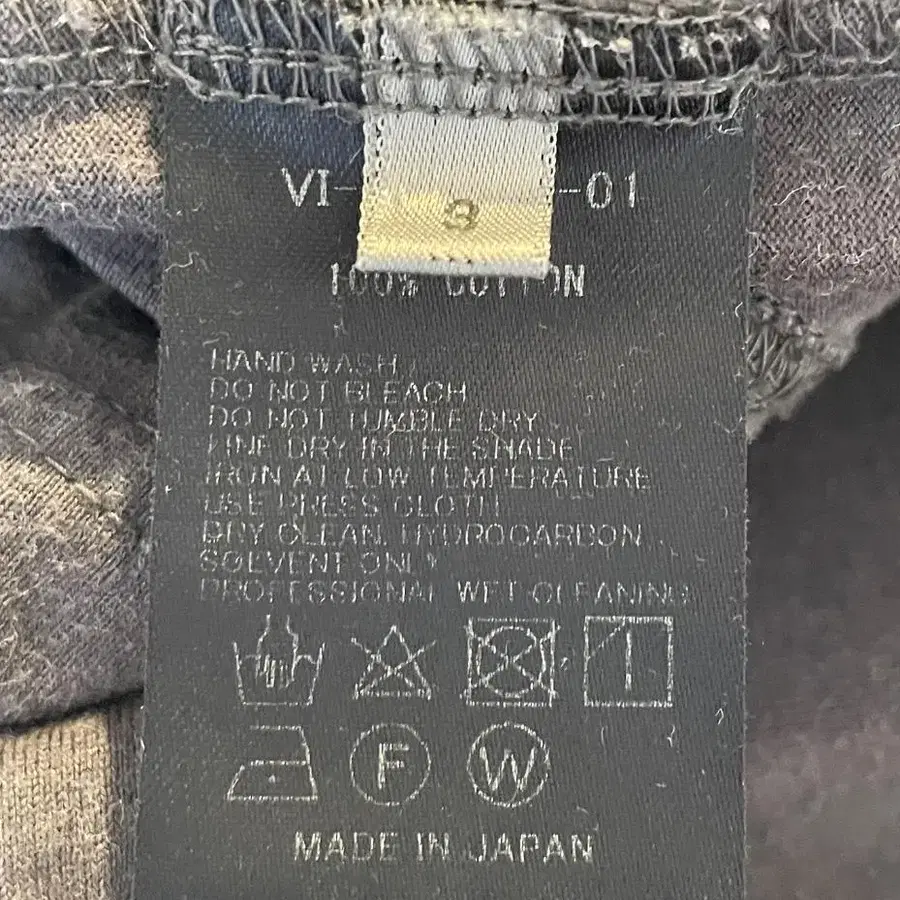 VI-
3
-01
100% COTTON
HAND WASH
DO NOT BLEACH
DO NOT TUMBLE DRY
LINE DRY IN THE SHADE
IRON AT LOW TEMPERATURE
USE PRESS CLOTH
DRY CLEAN, HYDROCARBON
SOLVENT ONLY
PROFESSIONAL WET CLEANING
F W
MADE IN JAPAN